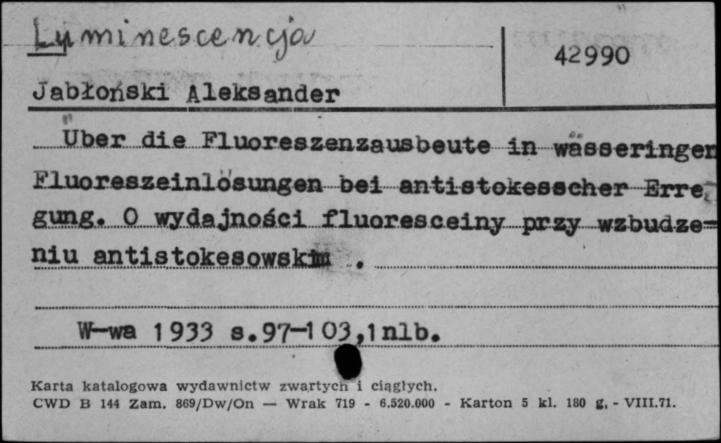 Luminescencja
42990
Jabłoński Aleksander
Über die Fluoreszenzausbeute in wässeringen
Fluoreszeinlösungen bei antistokesscher Erre
gung. O wydajności fluoresceiny przy wzbudze=
niu antistokesowskim .
W-wa 1933 s.97-103,1nlb.
Karta katalogowa wydawnictw zwartych i ciągłych.
CWD B 144 Zam. 869/Dw/On — Wrak 719 - 6.520.000 - Karton 5 kl. 180 g, - VIII.71.